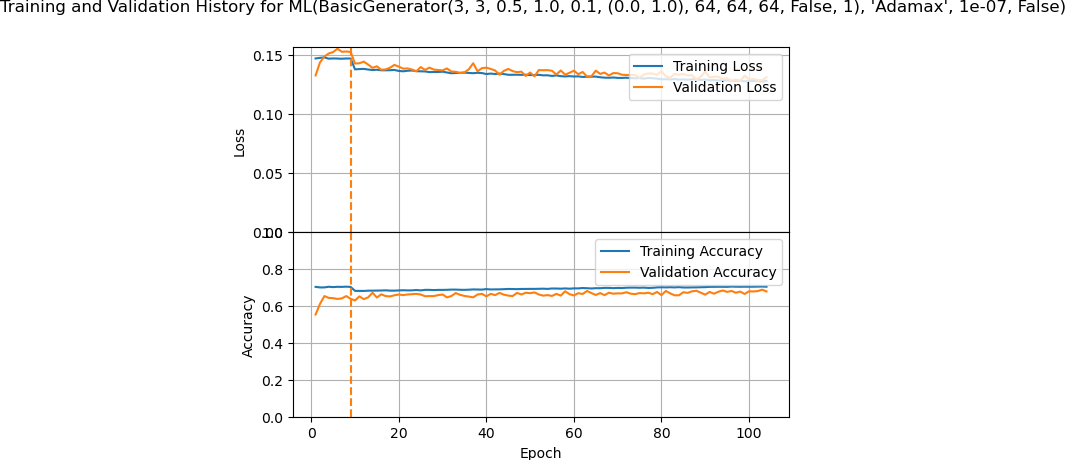 Training and Validation History for ML(BasicGenerator(3, 3, 0.5, 1.0, 0.1, (0.0, 1.0), 64, 64, 64, False, 1), 'Adamax', 1e-07, False)
0.15
0.10
0.05
0.00
Loss
Training Loss
Validation Loss
1.0
0.8
0.6
0.4
0.2
0.0
Accuracy
Training Accuracy
Validation Accuracy
0 20 40 60 80 100
Epoch